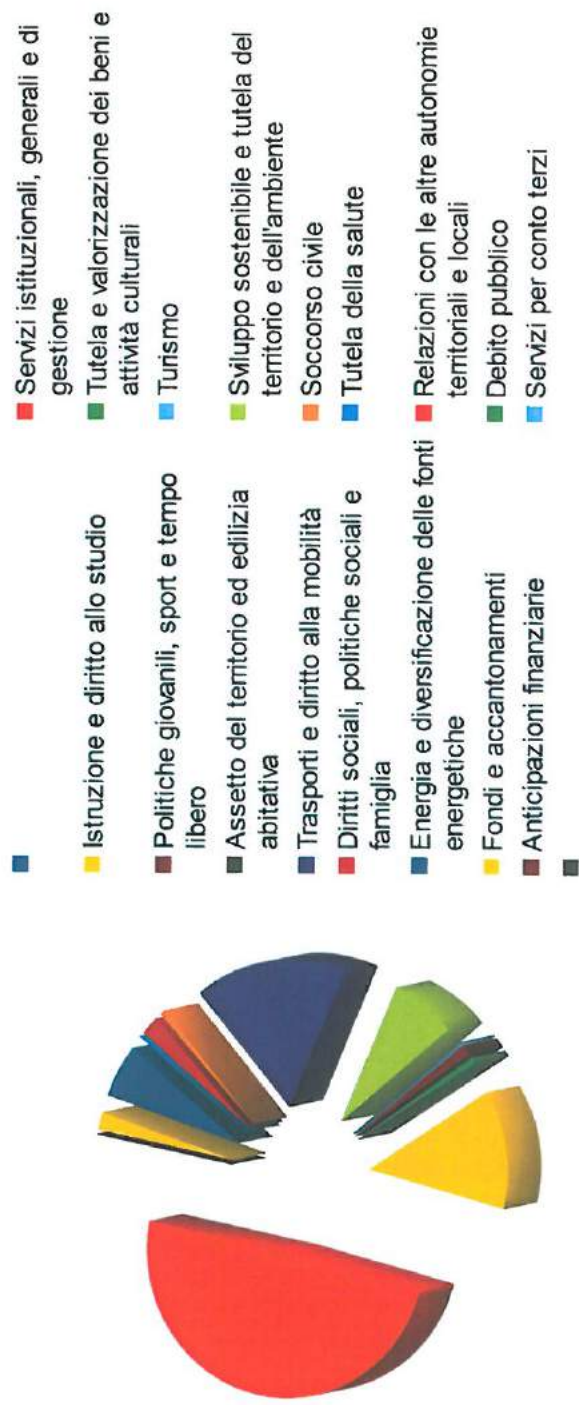 Servizi istituzionali, generali e di
gestione
Istruzione e diritto allo studio
Tutela e valorizzazione dei beni e
attività culturali
Politiche giovanili, sport e tempo
libero
Turismo
Assetto del territorio ed edilizia
abitativa
Sviluppo sostenibile e tutela del
territorio e dell'ambiente
Trasporti e diritto alla mobilità
Soccorso civile
Diritti sociali, politiche sociali e
famiglia
Tutela della salute
Energia e diversificazione delle fonti
energetiche
Relazioni con le altre autonomie
territoriali e locali
Fondi e accantonamenti
Debito pubblico
Anticipazioni finanziarie
Servizi per conto terzi